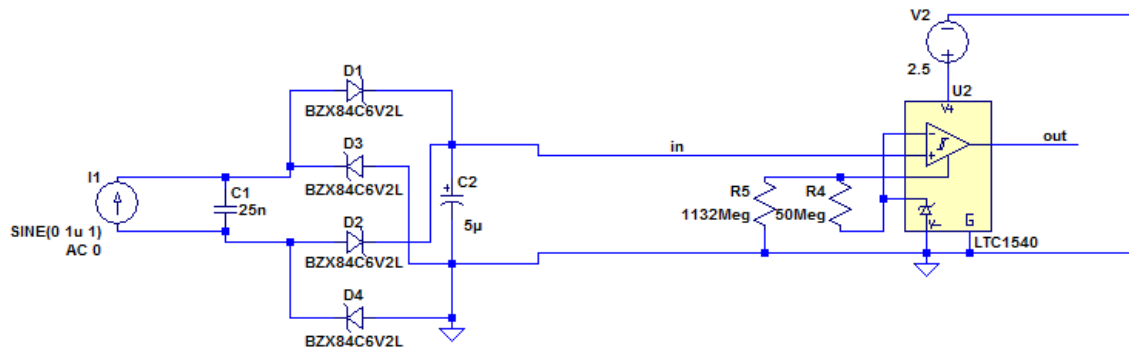 V2
2.5
U2
V+
D1
BZX84C6V2L
D3
BZX84C6V2L
I1
SINE(0 1u 1)
AC 0
C1
25n
C2
+
5µ
D2
BZX84C6V2L
D4
BZX84C6V2L
in
out
R5
1132Meg
R4
50Meg
V-
G
LTC1540